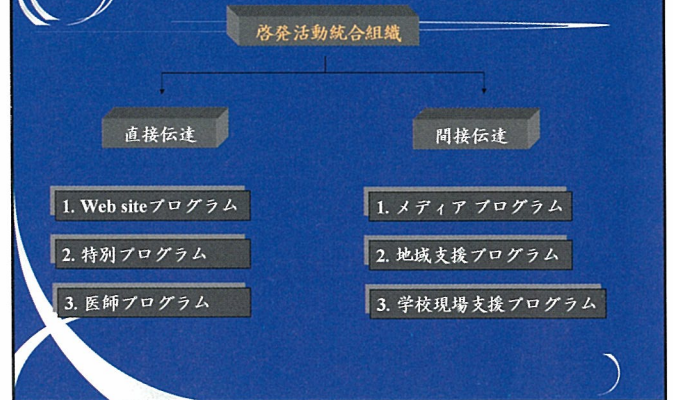 啓発活動統合組織
直接伝達
間接伝達
1. Web siteプログラム
2. 特別プログラム
3. 医師プログラム
1. メディア プログラム
2. 地域支援プログラム
3. 学校現場支援プログラム